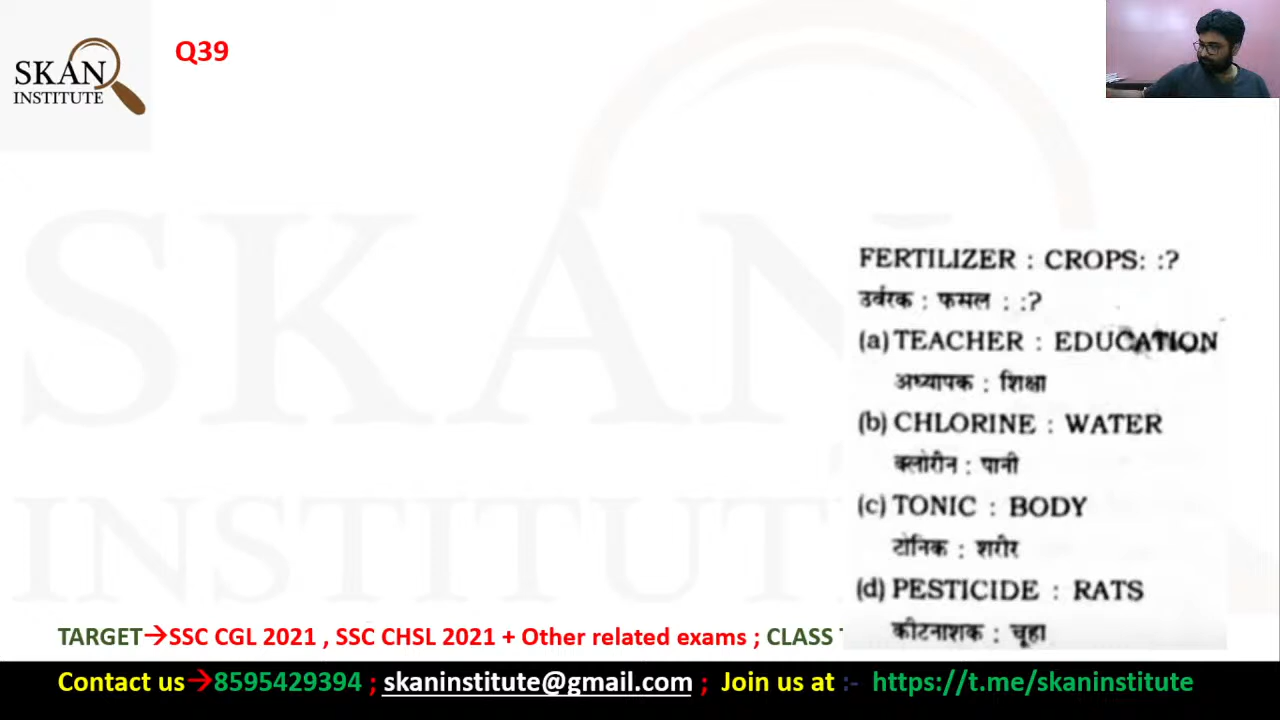 SKAN
INSTITUTE
Q39
SKAN
INSTITUT
FERTILIZER : CROPS: :?
उर्वरक : फसल : :?
(a) TEACHER : EDUCATION
अध्यापक : शिक्षा
(b) CHLORINE : WATER
क्लोरीन : पानी
(c) TONIC : BODY
टोनिक : शरीर
(d) PESTICIDE : RATS
कीटनाशक : चूहा
TARGET→SSC CGL 2021 , SSC CHSL 2021 + Other related exams ; CLASS
Contact us→8595429394 ; skaninstitute@gmail.com ; Join us at :- https://t.me/skaninstitute